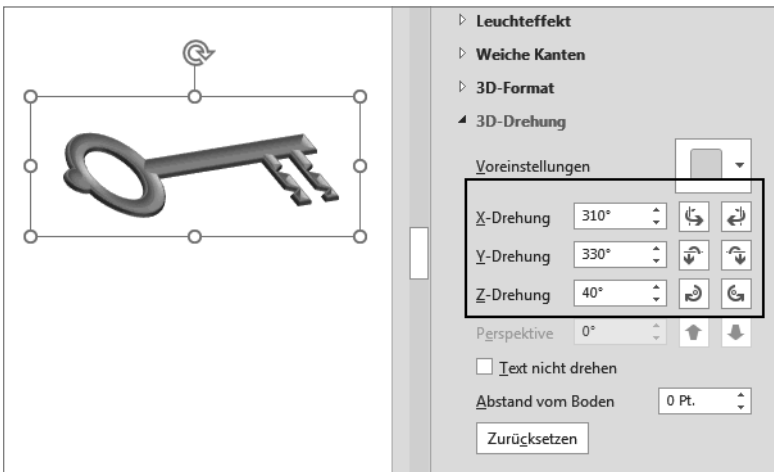 Leuchteffekt
Weiche Kanten
3D-Format
3D-Drehung
Voreinstellungen
X-Drehung 310°
Y-Drehung 330°
Z-Drehung 40°
Perspektive 0°
Text nicht drehen
Abstand vom Boden 0 Pt.
Zurücksetzen